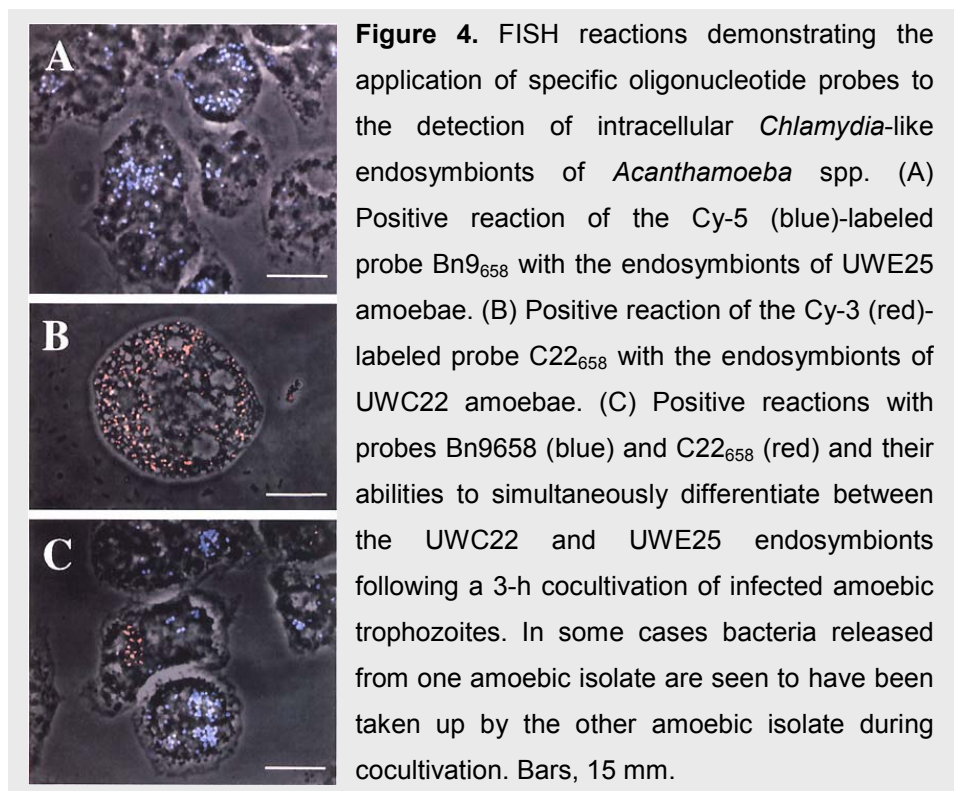 A
B
C
Figure 4. FISH reactions demonstrating the
application of specific oligonucleotide probes to
the detection of intracellular Chlamydia-like
endosymbionts of Acanthamoeba spp. (A)
Positive reaction of the Cy-5 (blue)-labeled
probe Bn9₆₅₈ with the endosymbionts of UWE25
amoebae. (B) Positive reaction of the Cy-3 (red)-
labeled probe C22₆₅₈ with the endosymbionts of
UWC22 amoebae. (C) Positive reactions with
probes Bn9658 (blue) and C22₆₅₈ (red) and their
abilities to simultaneously differentiate between
the UWC22 and UWE25 endosymbionts
following a 3-h cocultivation of infected amoebic
trophozoites. In some cases bacteria released
from one amoebic isolate are seen to have been
taken up by the other amoebic isolate during
cocultivation. Bars, 15 mm.